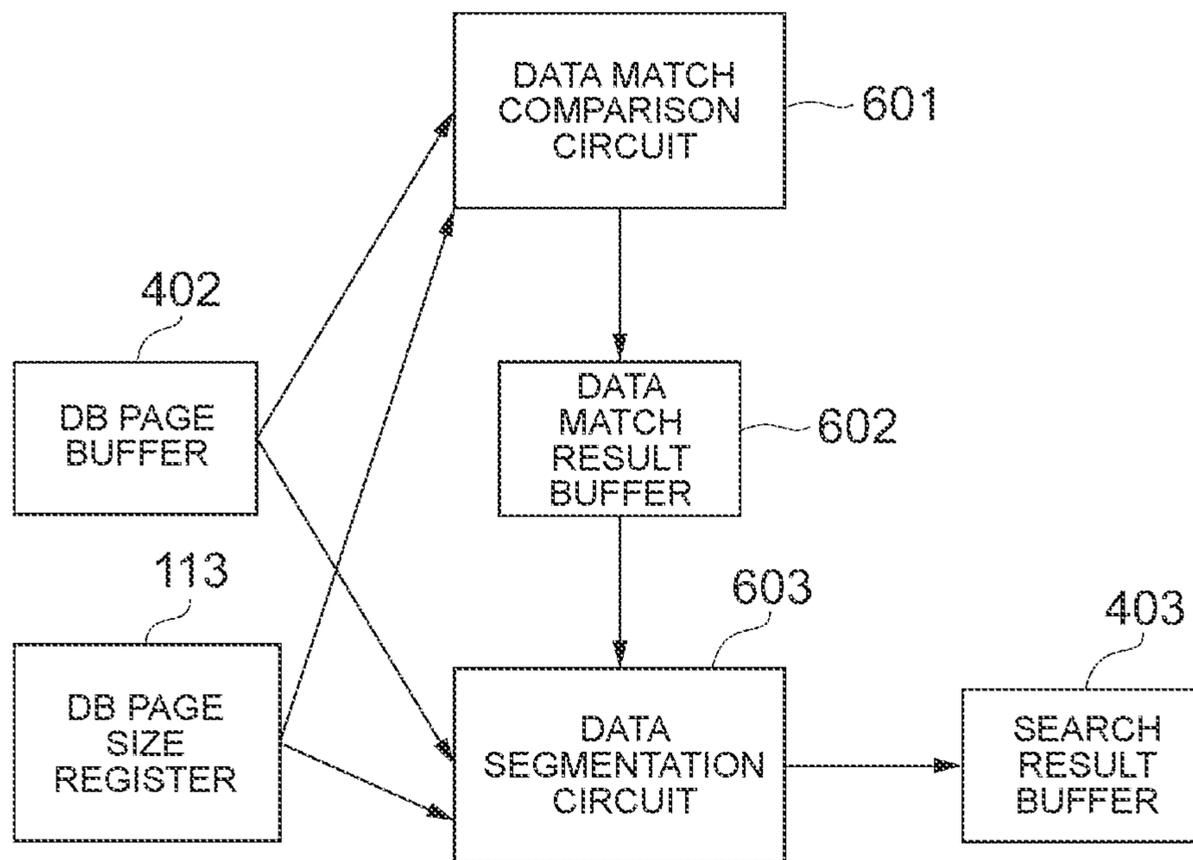 DATA MATCH
COMPARISON
CIRCUIT
601
402
DB PAGE
BUFFER
DATA
MATCH
RESULT
BUFFER
602
113
DB PAGE
SIZE
REGISTER
603
DATA
SEGMENTATION
CIRCUIT
403
SEARCH
RESULT
BUFFER